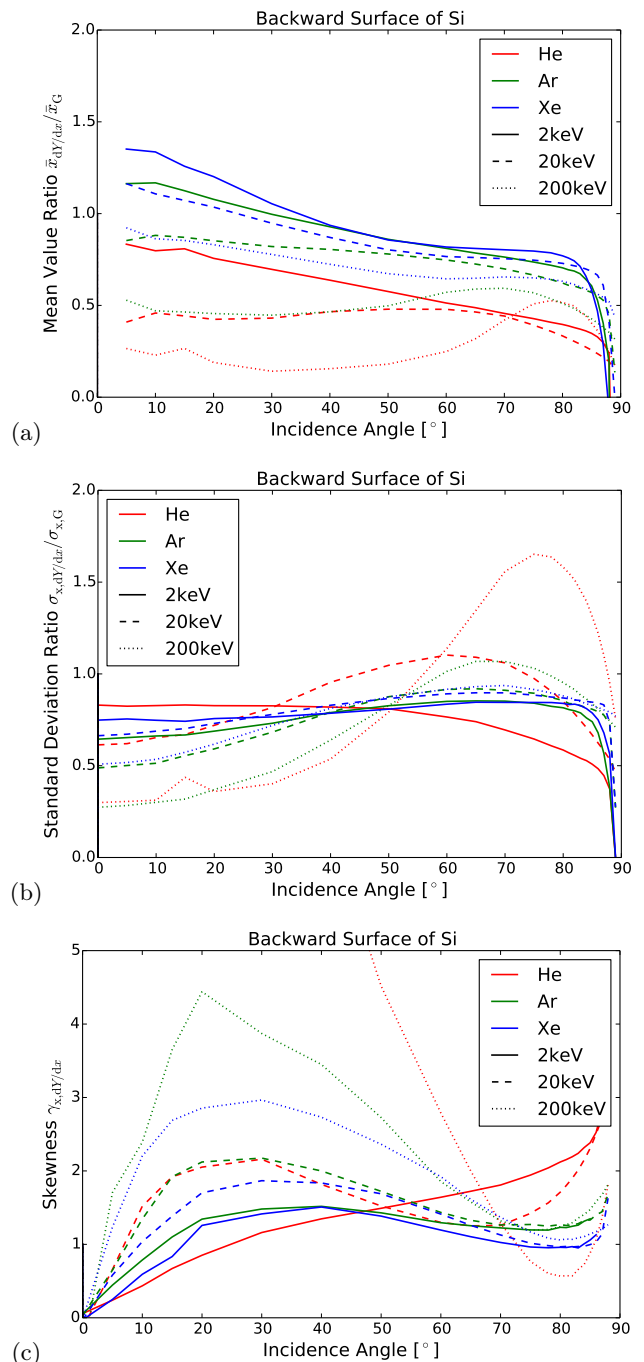 Backward Surface of Si
2.0
1.5
1.0
0.5
0.0
Mean Value Ratio x̄_{dY/dx}/x̄_G
He
Ar
Xe
2keV
20keV
200keV
0 10 20 30 40 50 60 70 80 90
Incidence Angle [°]
(a)
Backward Surface of Si
2.0
1.5
1.0
0.5
0.0
Standard Deviation Ratio σ_{x,dY/dx}/σ_{x,G}
He
Ar
Xe
2keV
20keV
200keV
0 10 20 30 40 50 60 70 80 90
Incidence Angle [°]
(b)
Backward Surface of Si
5
4
3
2
1
0
Skewness γ_{x,dY/dx}
He
Ar
Xe
2keV
20keV
200keV
0 10 20 30 40 50 60 70 80 90
Incidence Angle [°]
(c)